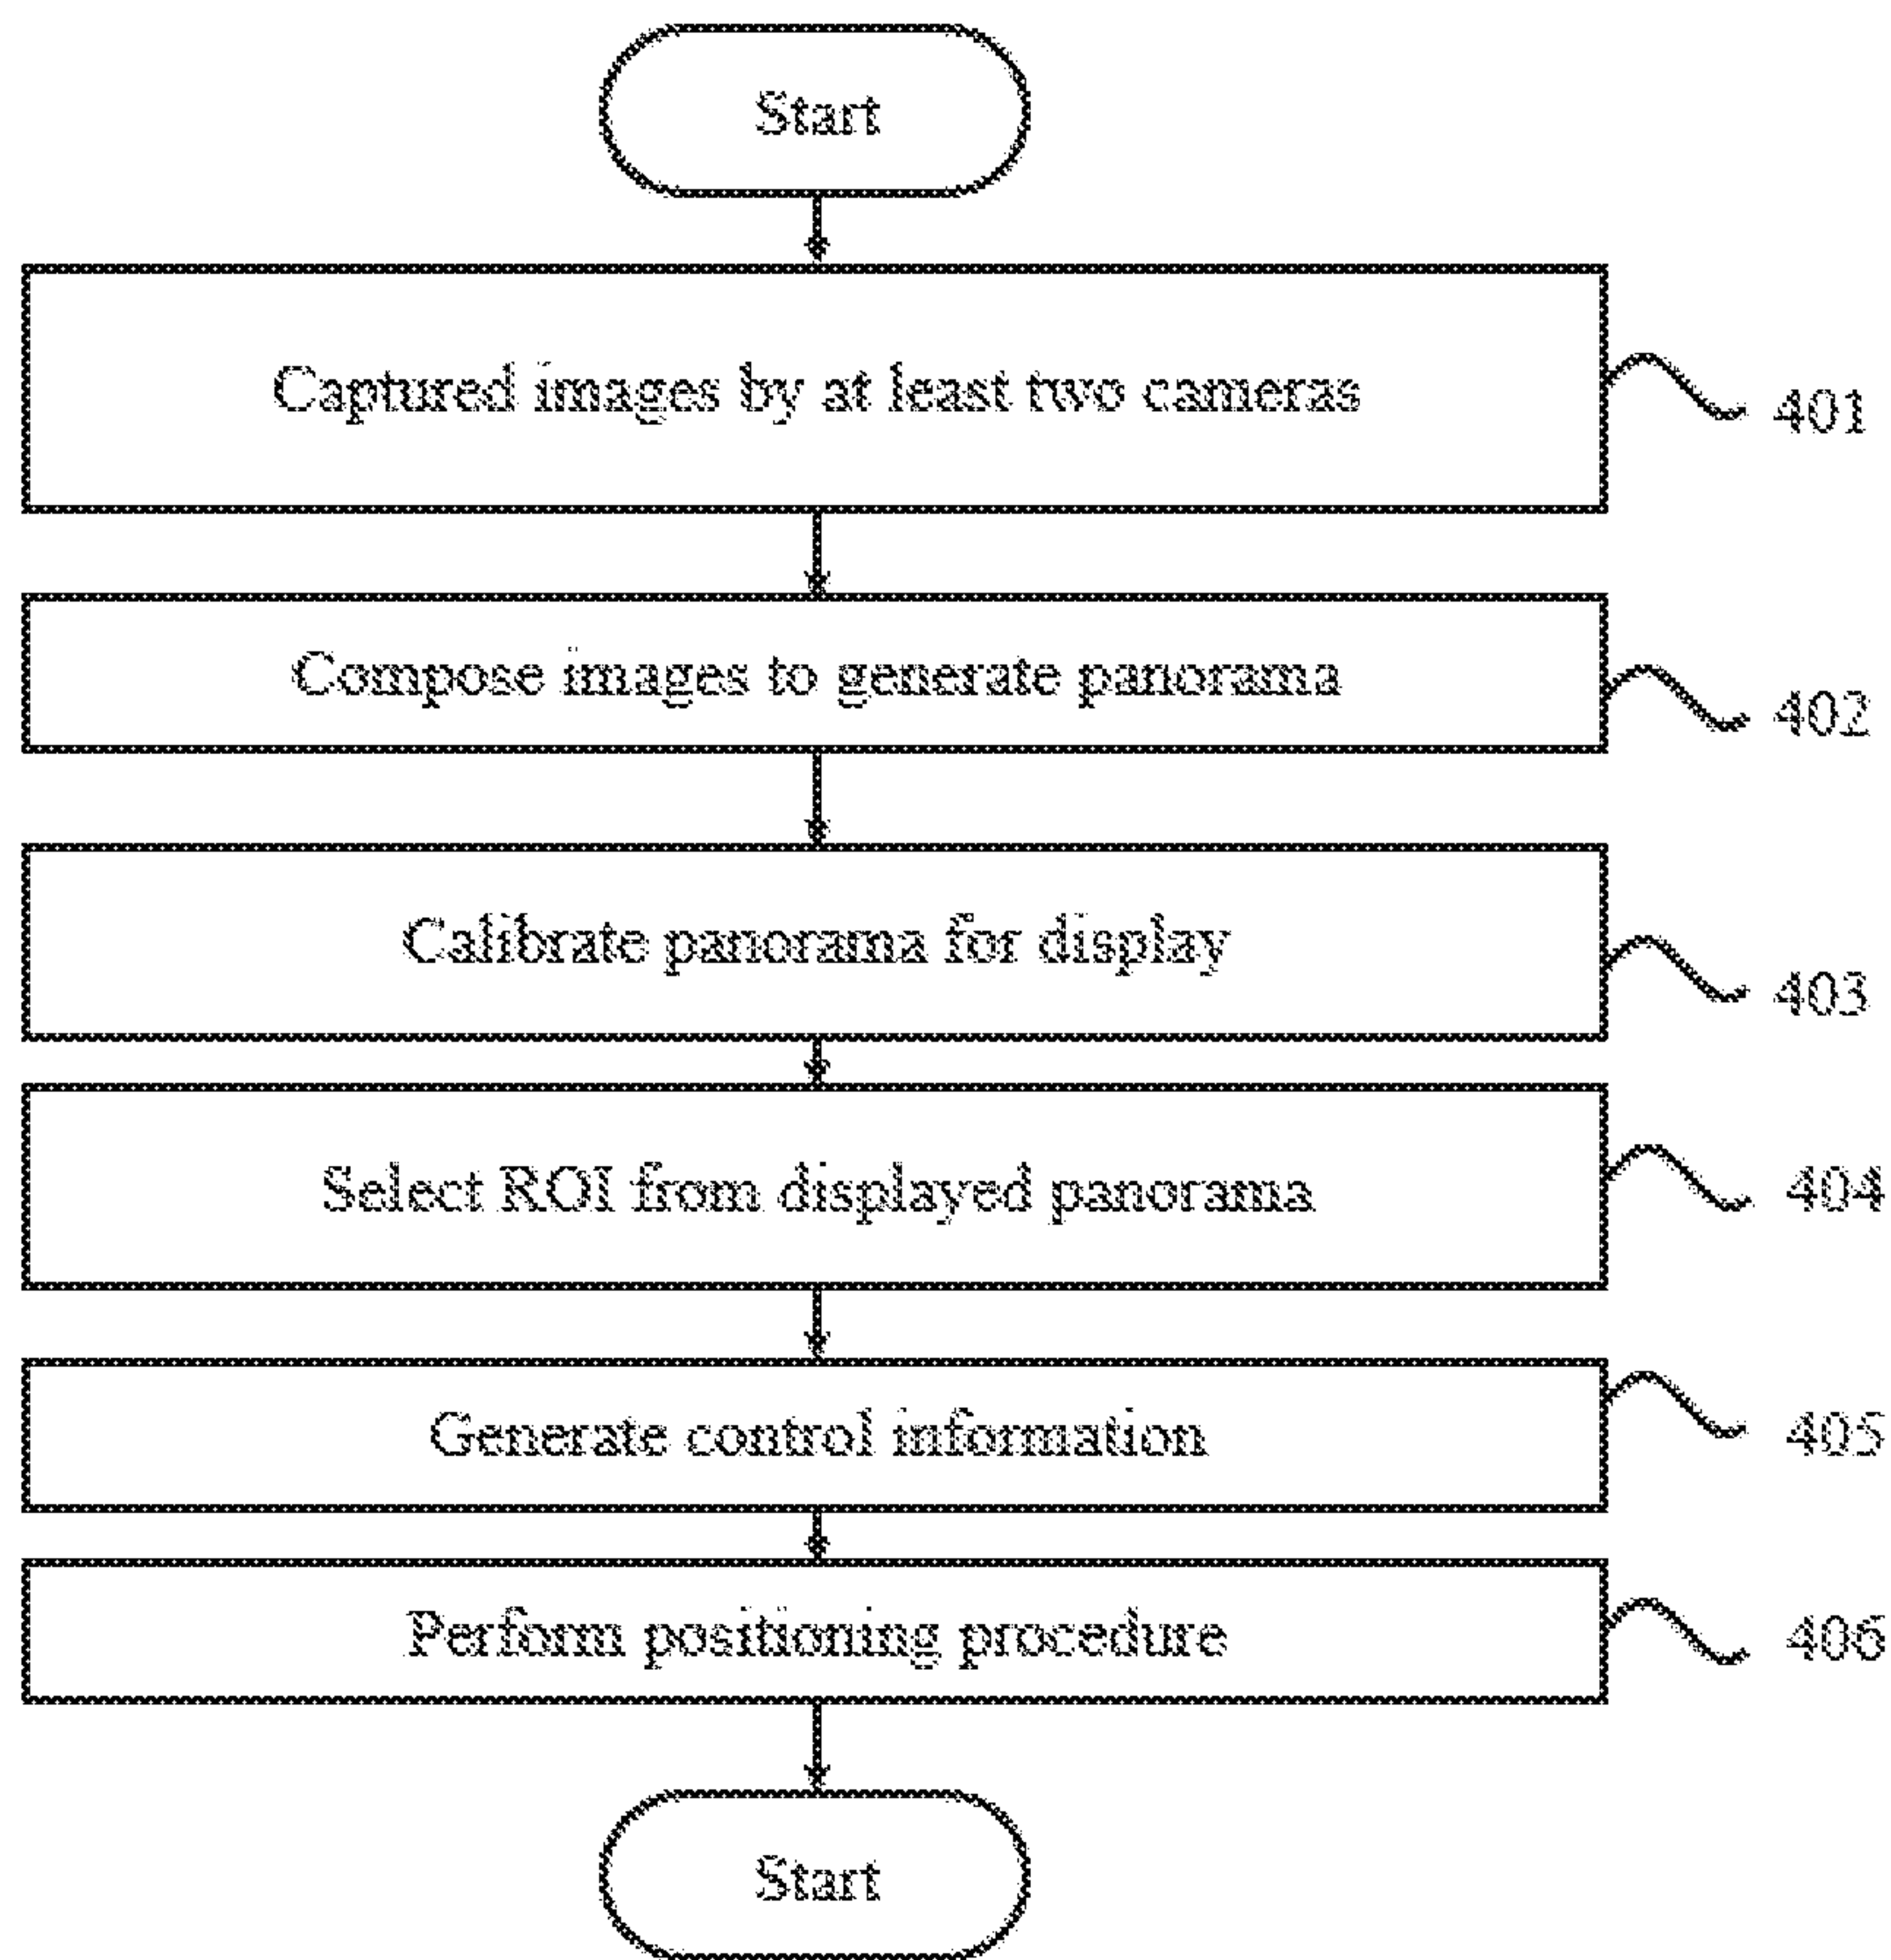 Start
Captured images by at least two cameras
401
Compose images to generate panorama
402
Calibrate panorama for display
403
Select ROI from displayed panorama
404
Generate control information
405
Perform positioning procedure
406
Start